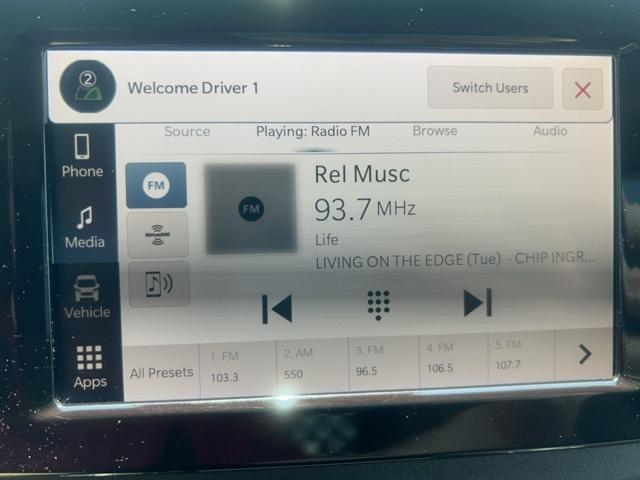 2
Welcome Driver 1
Switch Users
Source
Playing: Radio FM
Browse
Audio
Phone
Media
Vehicle
Apps
FM
SiriusXM
FM
Rel Musc
93.7 MHz
Life
LIVING ON THE EDGE (Tue) - CHIP INGR...
All Presets
1. FM
103.3
2. AM
550
3. FM
96.5
4. FM
106.5
5. FM
107.7